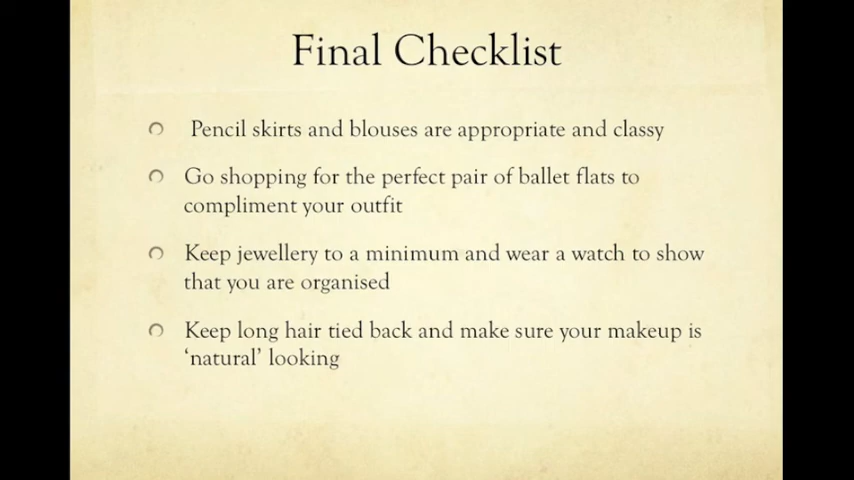 Final Checklist
Pencil skirts and blouses are appropriate and classy
Go shopping for the perfect pair of ballet flats to
compliment your outfit
Keep jewellery to a minimum and wear a watch to show
that you are organised
Keep long hair tied back and make sure your makeup is
‘natural’ looking